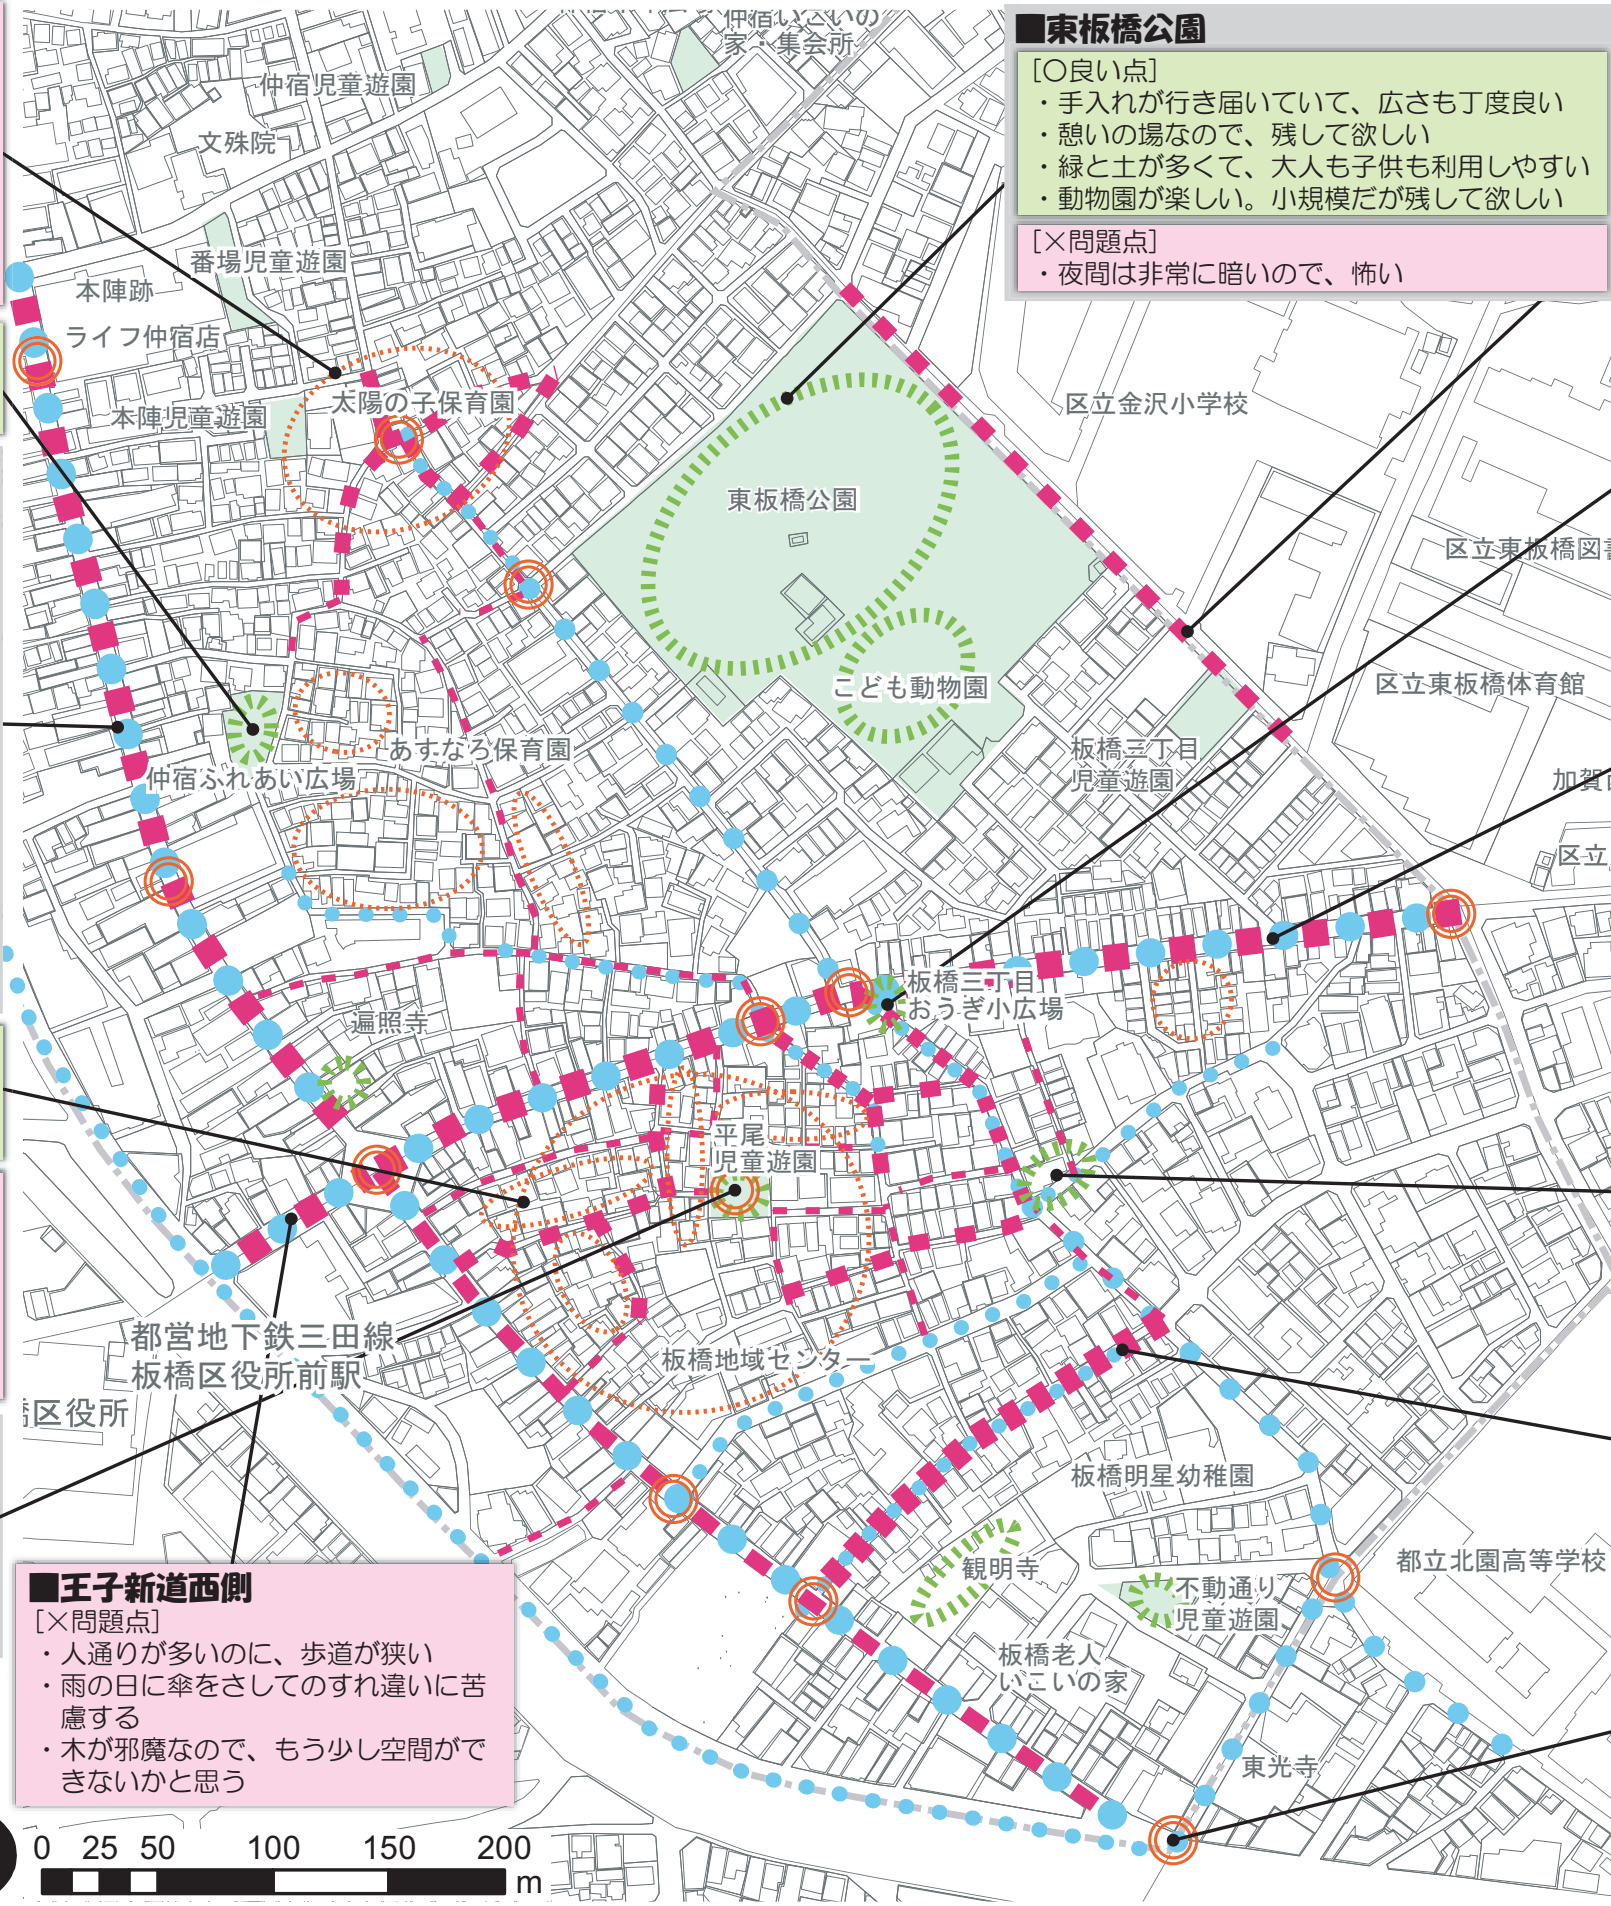 仲宿いこいの
家・集会所
■東板橋公園
[○良い点]
・手入れが行き届いていて、広さも丁度良い
・憩いの場なので、残して欲しい
・緑と土が多くて、大人も子供も利用しやすい
・動物園が楽しい。小規模だが残して欲しい
[×問題点]
・夜間は非常に暗いので、怖い
仲宿児童遊園
文殊院
番場児童遊園
本陣跡
ライフ仲宿店
本陣児童遊園
太陽の子保育園
区立金沢小学校
東板橋公園
区立東板橋図
こども動物園
区立東板橋体育館
あすなろ保育園
仲宿ふれあい広場
板橋三丁目
児童遊園
加賀
区立
板橋三丁目
おうぎ小広場
遍照寺
平尾
児童遊園
都営地下鉄三田線
板橋区役所前駅
板橋地域センター
区役所
板橋明星幼稚園
観明寺
都立北園高等学校
不動通り
児童遊園
板橋老人
いこいの家
東光寺
■王子新道西側
[×問題点]
・人通りが多いのに、歩道が狭い
・雨の日に傘をさしてのすれ違いに苦
慮する
・木が邪魔なので、もう少し空間がで
きないかと思う
0 25 50 100 150 200
m